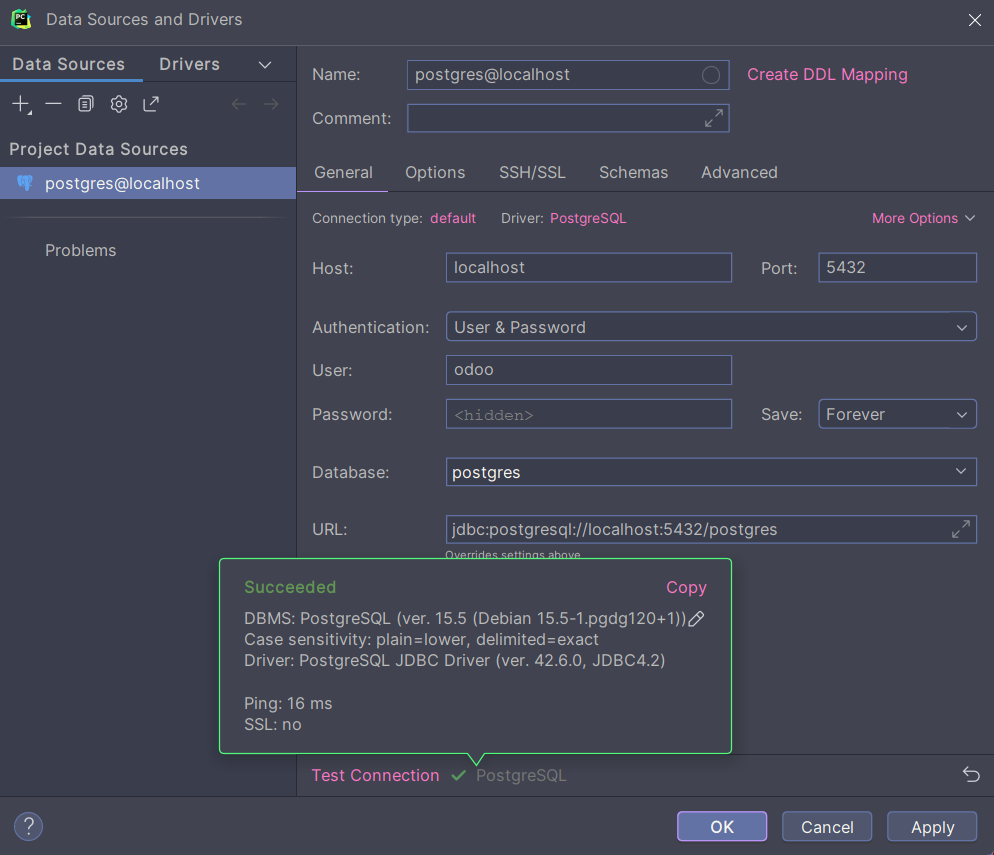 PC
Data Sources and Drivers
Data Sources
Drivers
Project Data Sources
postgres@localhost
Problems
Name: postgres@localhost Create DDL Mapping
Comment:
General Options SSH/SSL Schemas Advanced
Connection type: default Driver: PostgreSQL More Options
Host: localhost Port: 5432
Authentication: User & Password
User: odoo
Password: <hidden> Save: Forever
Database: postgres
URL: jdbc:postgresql://localhost:5432/postgres
Overrides settings above
Succeeded Copy
DBMS: PostgreSQL (ver. 15.5 (Debian 15.5-1.pgdg120+1))
Case sensitivity: plain=lower, delimited=exact
Driver: PostgreSQL JDBC Driver (ver. 42.6.0, JDBC4.2)
Ping: 16 ms
SSL: no
Test Connection PostgreSQL
? OK Cancel Apply